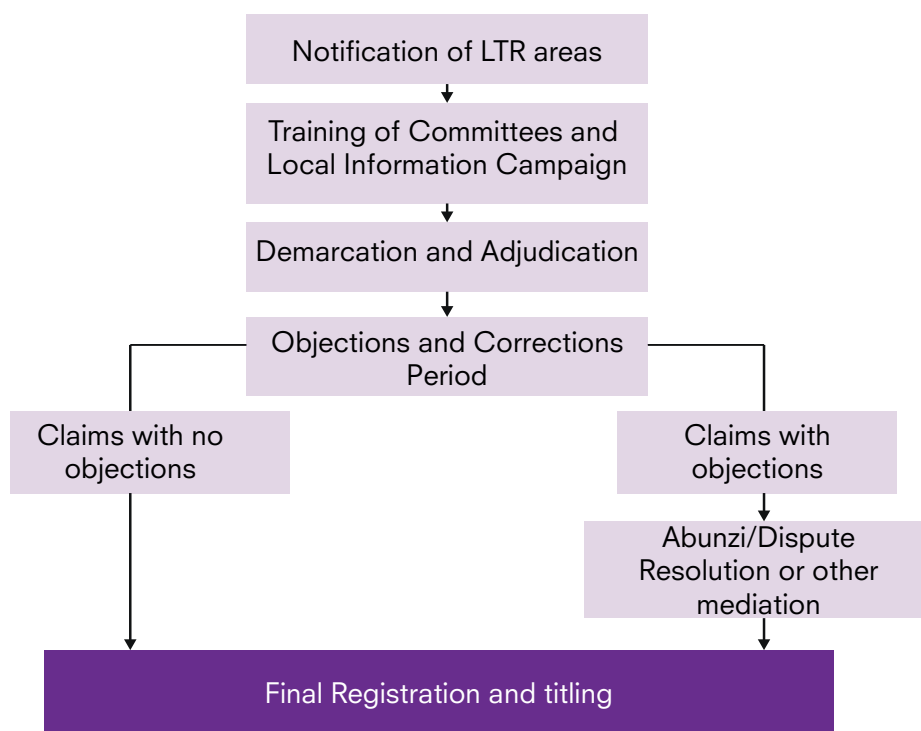 Notification of LTR areas
Training of Committees and
Local Information Campaign
Demarcation and Adjudication
Objections and Corrections
Period
Claims with no
objections
Claims with
objections
Abunzi/Dispute
Resolution or other
mediation
Final Registration and titling